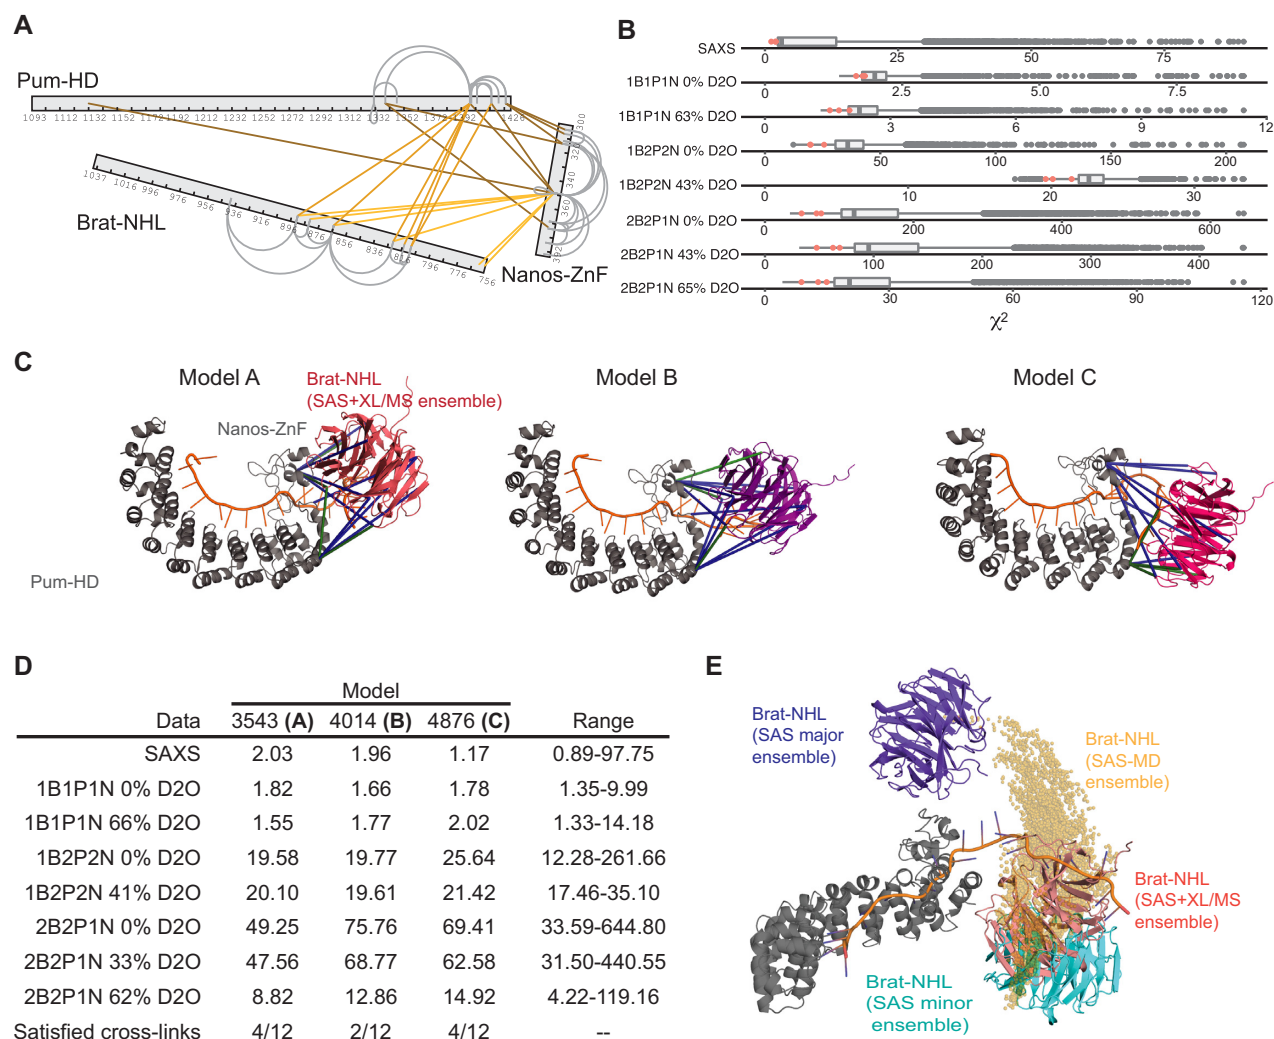 A
Pum-HD
1093 1112 1132 1152 1172 1192 1212 1232 1252 1272 1292 1312 1332 1352 1372 1392 1426
300
320
340
360
392
1037 1016 996 976 956 936 916 896 876 856 836 816 796 776 756
Brat-NHL
Nanos-ZnF
B
SAXS
0 25 50 75
1B1P1N 0% D2O
0 2.5 5.0 7.5
1B1P1N 63% D2O
0 3 6 9 12
1B2P2N 0% D2O
0 50 100 150 200
1B2P2N 43% D2O
0 10 20 30
2B2P1N 0% D2O
0 200 400 600
2B2P1N 43% D2O
0 100 200 300 400
2B2P1N 65% D2O
0 30 60 90 120
χ2
C
Model A
Brat-NHL
(SAS+XL/MS ensemble)
Nanos-ZnF
Pum-HD
Model B
Model C
D
Model
Data 3543 (A) 4014 (B) 4876 (C) Range
SAXS 2.03 1.96 1.17 0.89-97.75
1B1P1N 0% D2O 1.82 1.66 1.78 1.35-9.99
1B1P1N 66% D2O 1.55 1.77 2.02 1.33-14.18
1B2P2N 0% D2O 19.58 19.77 25.64 12.28-261.66
1B2P2N 41% D2O 20.10 19.61 21.42 17.46-35.10
2B2P1N 0% D2O 49.25 75.76 69.41 33.59-644.80
2B2P1N 33% D2O 47.56 68.77 62.58 31.50-440.55
2B2P1N 62% D2O 8.82 12.86 14.92 4.22-119.16
Satisfied cross-links 4/12 2/12 4/12 --
E
Brat-NHL
(SAS major
ensemble)
Brat-NHL
(SAS-MD
ensemble)
Brat-NHL
(SAS+XL/MS
ensemble)
Brat-NHL
(SAS minor
ensemble)